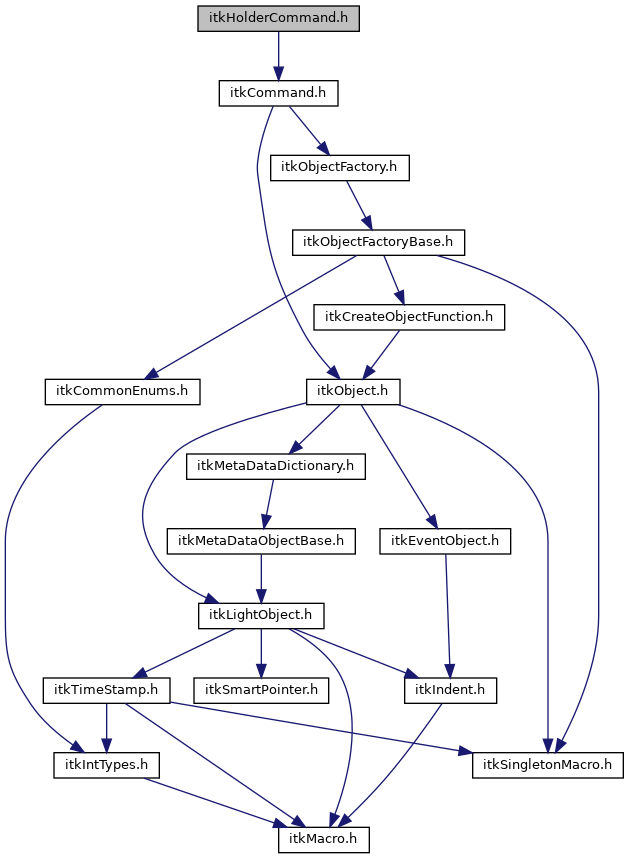 itkHolderCommand.h
itkCommand.h
itkObjectFactory.h
itkObjectFactoryBase.h
itkCreateObjectFunction.h
itkCommonEnums.h
itkObject.h
itkMetaDataDictionary.h
itkMetaDataObjectBase.h
itkEventObject.h
itkLightObject.h
itkTimeStamp.h
itkSmartPointer.h
itkIndent.h
itkIntTypes.h
itkSingletonMacro.h
itkMacro.h